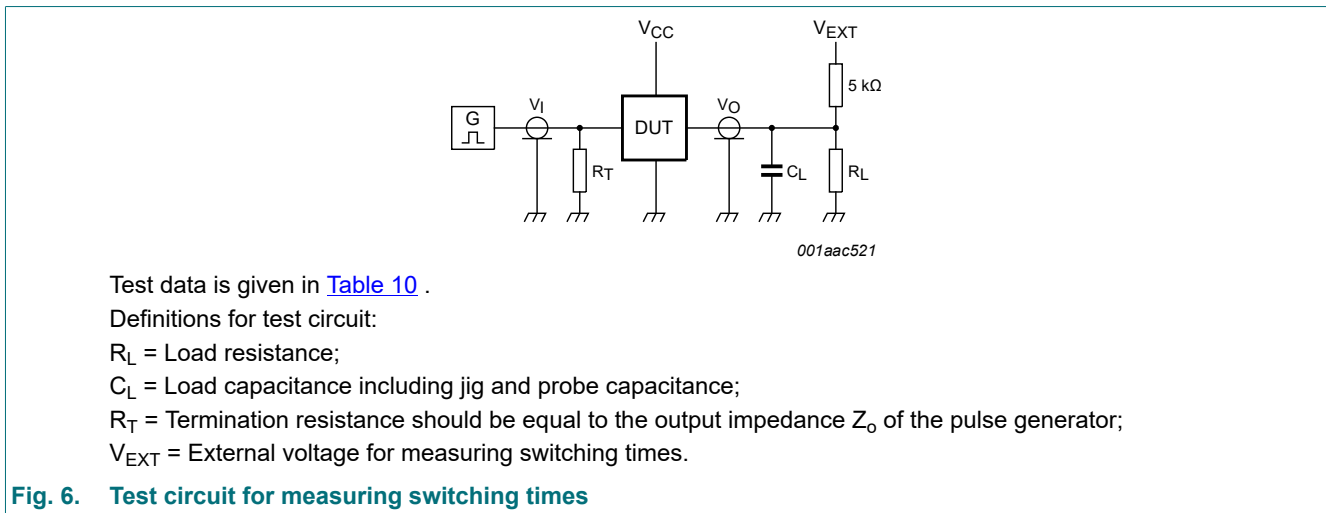 VCC VEXT
5 kΩ
G VI DUT VO
RT CL RL
001aac521
Test data is given in Table 10 .
Definitions for test circuit:
RL = Load resistance;
CL = Load capacitance including jig and probe capacitance;
RT = Termination resistance should be equal to the output impedance Zo of the pulse generator;
VEXT = External voltage for measuring switching times.
Fig. 6. Test circuit for measuring switching times